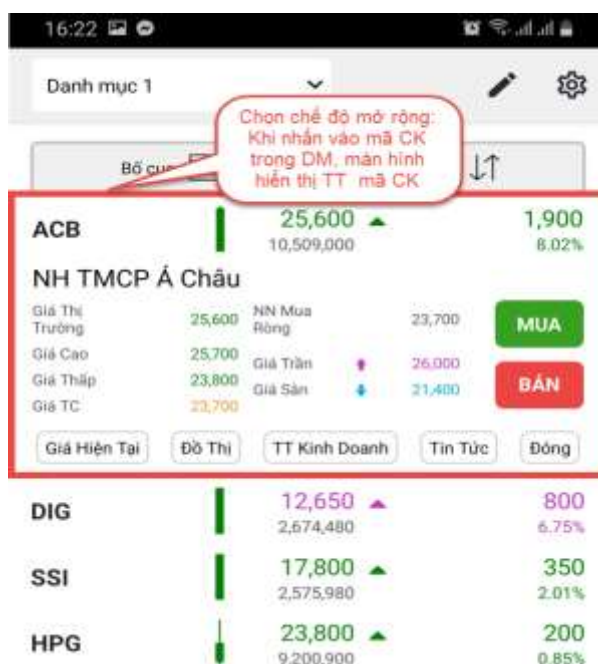 16:22
Danh mục 1
Chọn chế độ mở rộng:
Khi nhấn vào mã CK
trong DM, màn hình
hiển thị TT mã CK
Bố cục
ACB 25,600 1,900
10,509,000 8.02%
NH TMCP Á Châu
Giá Thị Trường 25,600 NN Mua Ròng 23,700
MUA
Giá Cao 25,700
Giá Trần 26,000
Giá Thấp 23,800
Giá Sàn 21,400
BÁN
Giá TC 23,700
Giá Hiện Tại Đồ Thị TT Kinh Doanh Tin Tức Đóng
DIG 12,650 800
2,674,480 6.75%
SSI 17,800 350
2,575,980 2.01%
HPG 23,800 200
9,200,900 0.85%